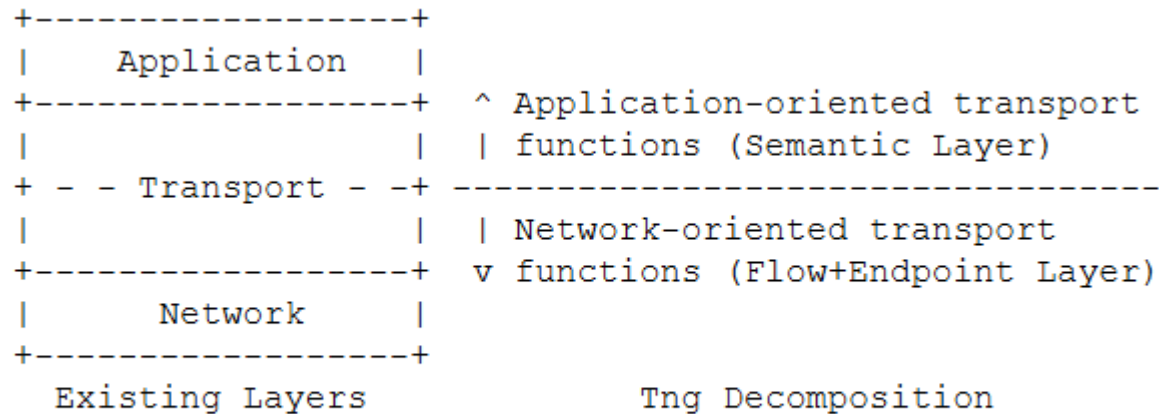 +------------------+
|    Application   |
+------------------+  ^ Application-oriented transport
|                  |  | functions (Semantic Layer)
+ - - Transport - -+ ----------------------------------
|                  |  | Network-oriented transport
+------------------+  v functions (Flow+Endpoint Layer)
|      Network     |
+------------------+
  Existing Layers             Tng Decomposition